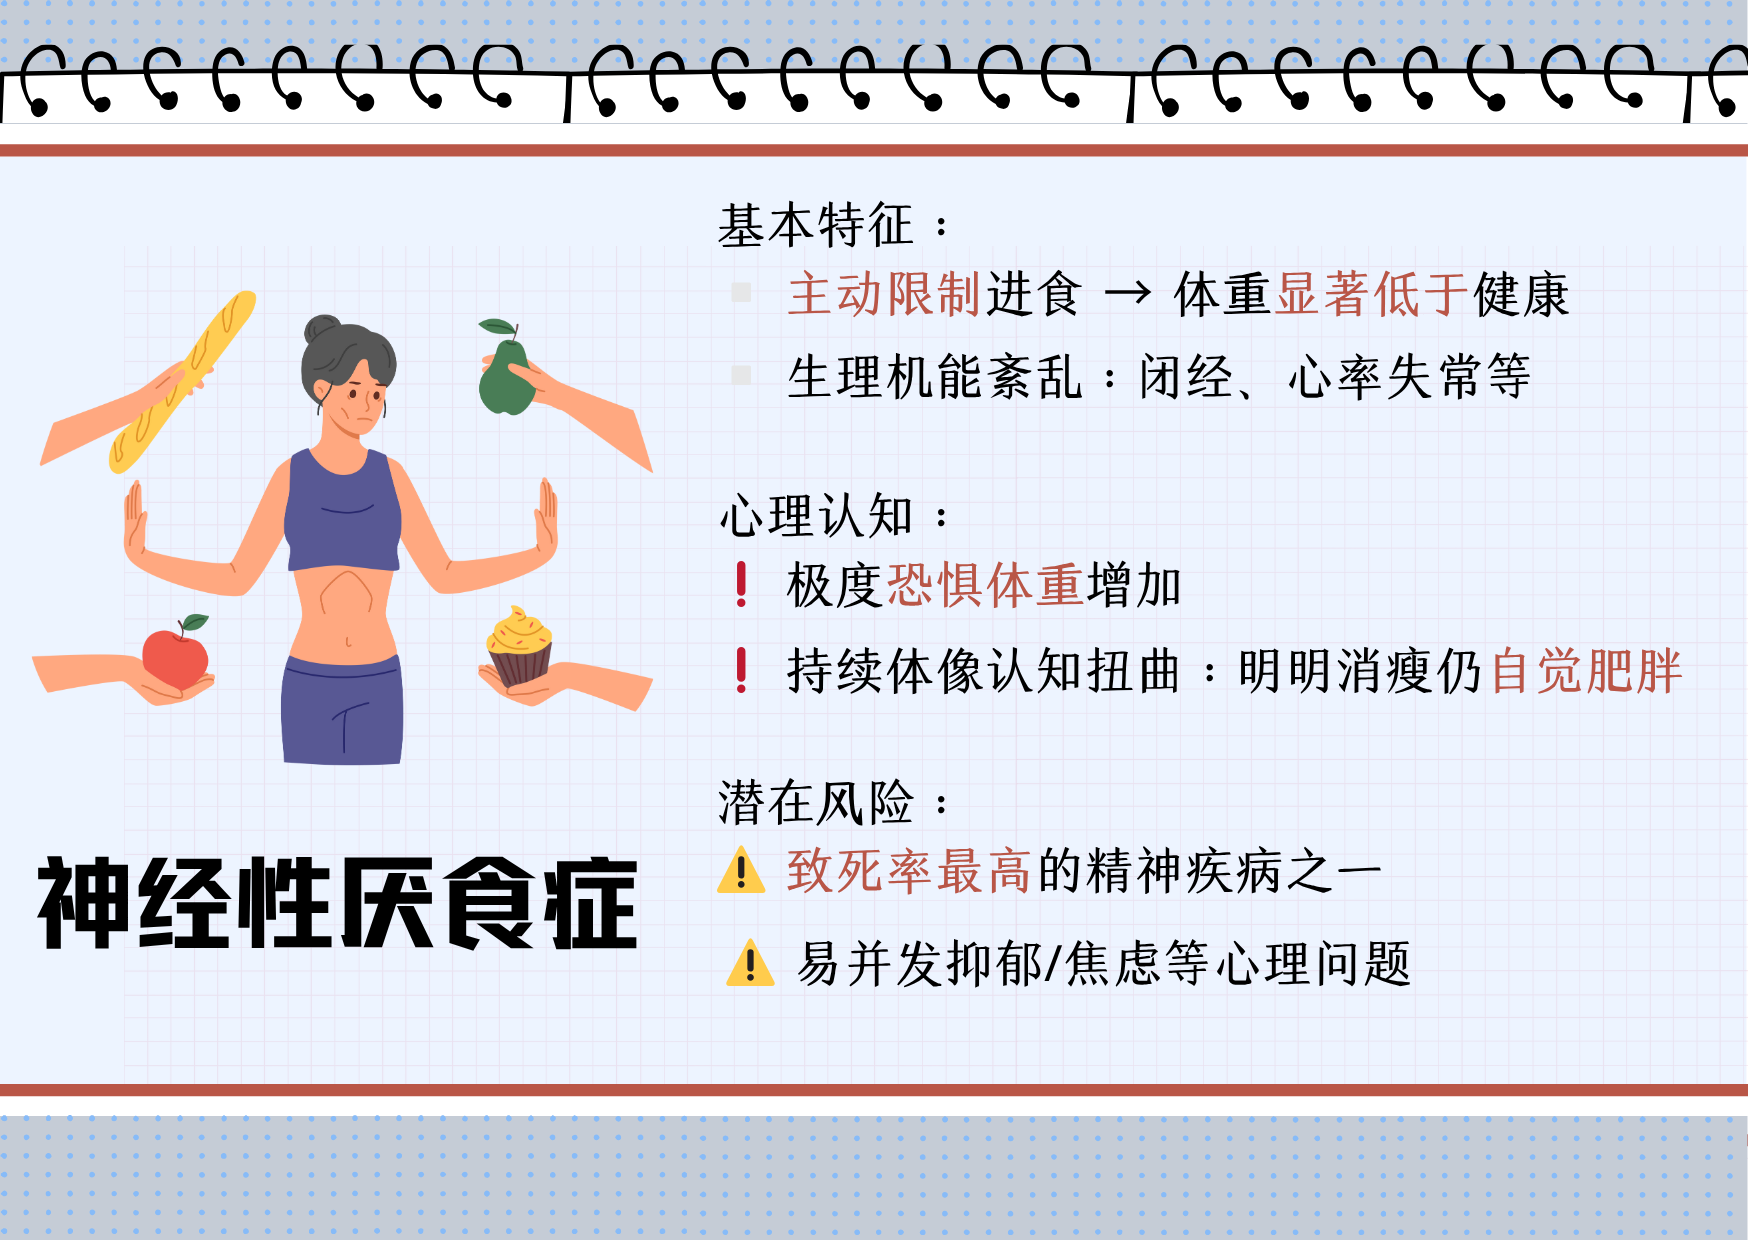 基本特征：
主动限制进食 → 体重显著低于健康
生理机能紊乱：闭经、心率失常等
心理认知：
❗ 极度恐惧体重增加
❗ 持续体像认知扭曲：明明消瘦仍自觉肥胖
潜在风险：
⚠ 致死率最高的精神疾病之一
⚠ 易并发抑郁/焦虑等心理问题
神经性厌食症